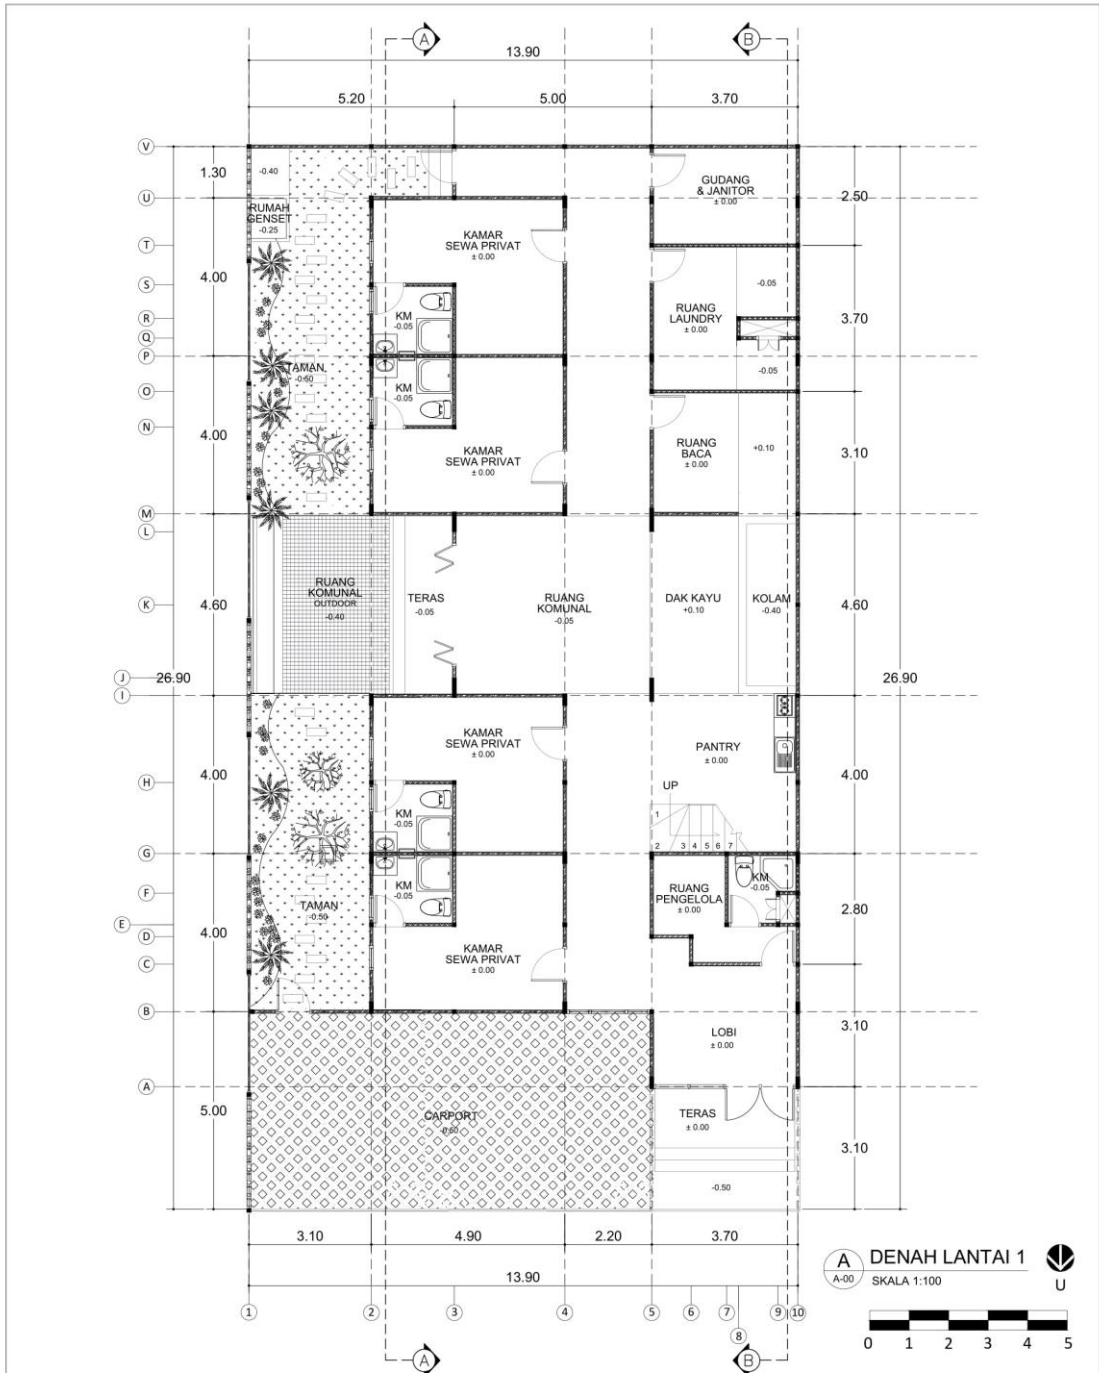 A
B
13.90
5.20
5.00
3.70
V
1.30
-0.40
GUDANG
& JANITOR
± 0.00
2.50
U
RUMAH
GENSET
-0.25
KAMAR
SEWA PRIVAT
± 0.00
T
4.00
S
KM
-0.05
RUANG
LAUNDRY
± 0.00
-0.05
R
3.70
Q
P
TAMAN
-0.50
KM
-0.05
-0.05
O
N
4.00
KAMAR
SEWA PRIVAT
± 0.00
RUANG
BACA
± 0.00
+0.10
3.10
M
L
K
4.60
RUANG
KOMUNAL
OUTDOOR
-0.40
TERAS
-0.05
RUANG
KOMUNAL
-0.05
DAK KAYU
+0.10
KOLAM
-0.40
4.60
J
26.90
26.90
I
KAMAR
SEWA PRIVAT
± 0.00
PANTRY
± 0.00
4.00
4.00
H
UP
KM
-0.05
1
2 3 4 5 6 7
G
KM
-0.05
RUANG
PENGELOLA
± 0.00
KM
-0.05
F
TAMAN
-0.50
2.80
E
D
4.00
KAMAR
SEWA PRIVAT
± 0.00
C
B
LOBI
± 0.00
3.10
A
5.00
CARPORT
-0.50
TERAS
± 0.00
3.10
-0.50
3.10
4.90
2.20
3.70
13.90
1
2
3
4
5
6
7
8
9
10
A
B
A
A-00
DENAH LANTAI 1
SKALA 1:100
U
0 1 2 3 4 5